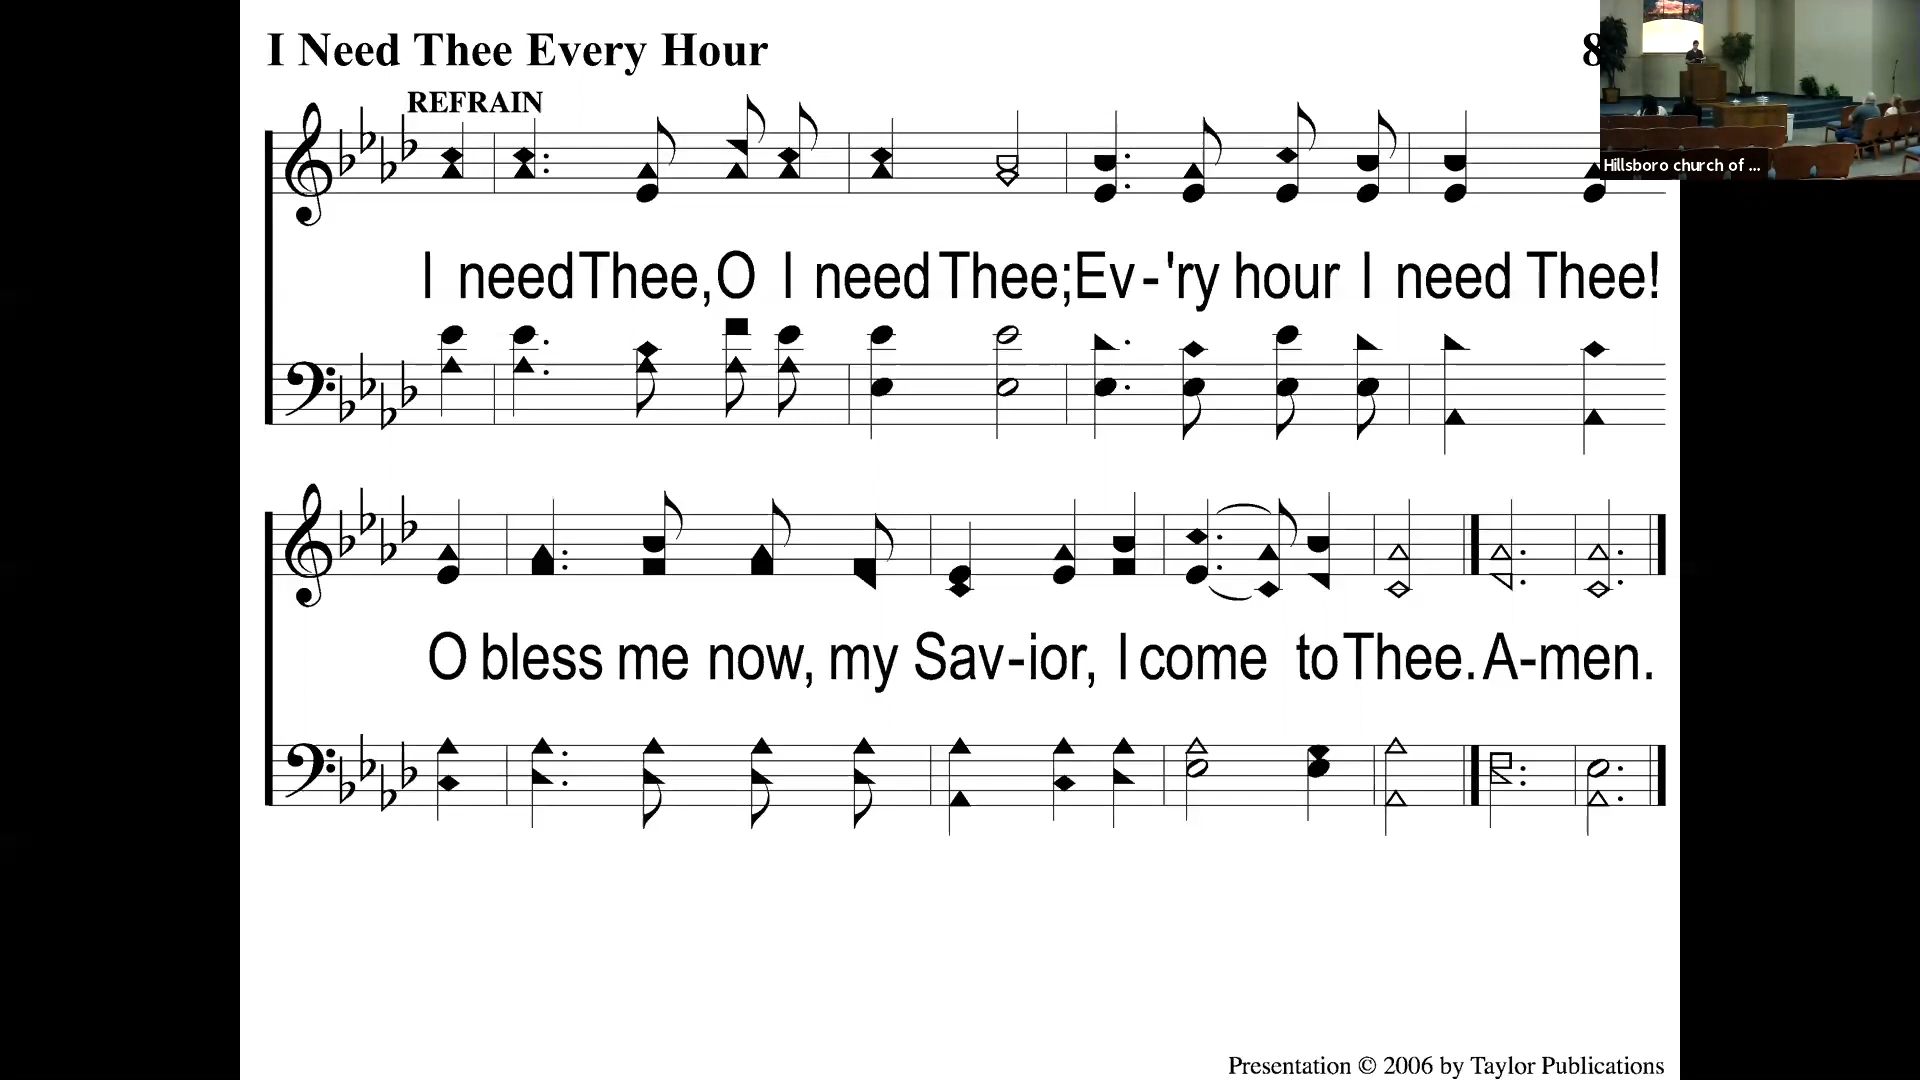 I Need Thee Every Hour
8
REFRAIN
Hillsboro church of ...
I need Thee, O I need Thee; Ev-'ry hour I need Thee!
O bless me now, my Sav-ior, I come to Thee. A-men.
Presentation © 2006 by Taylor Publications